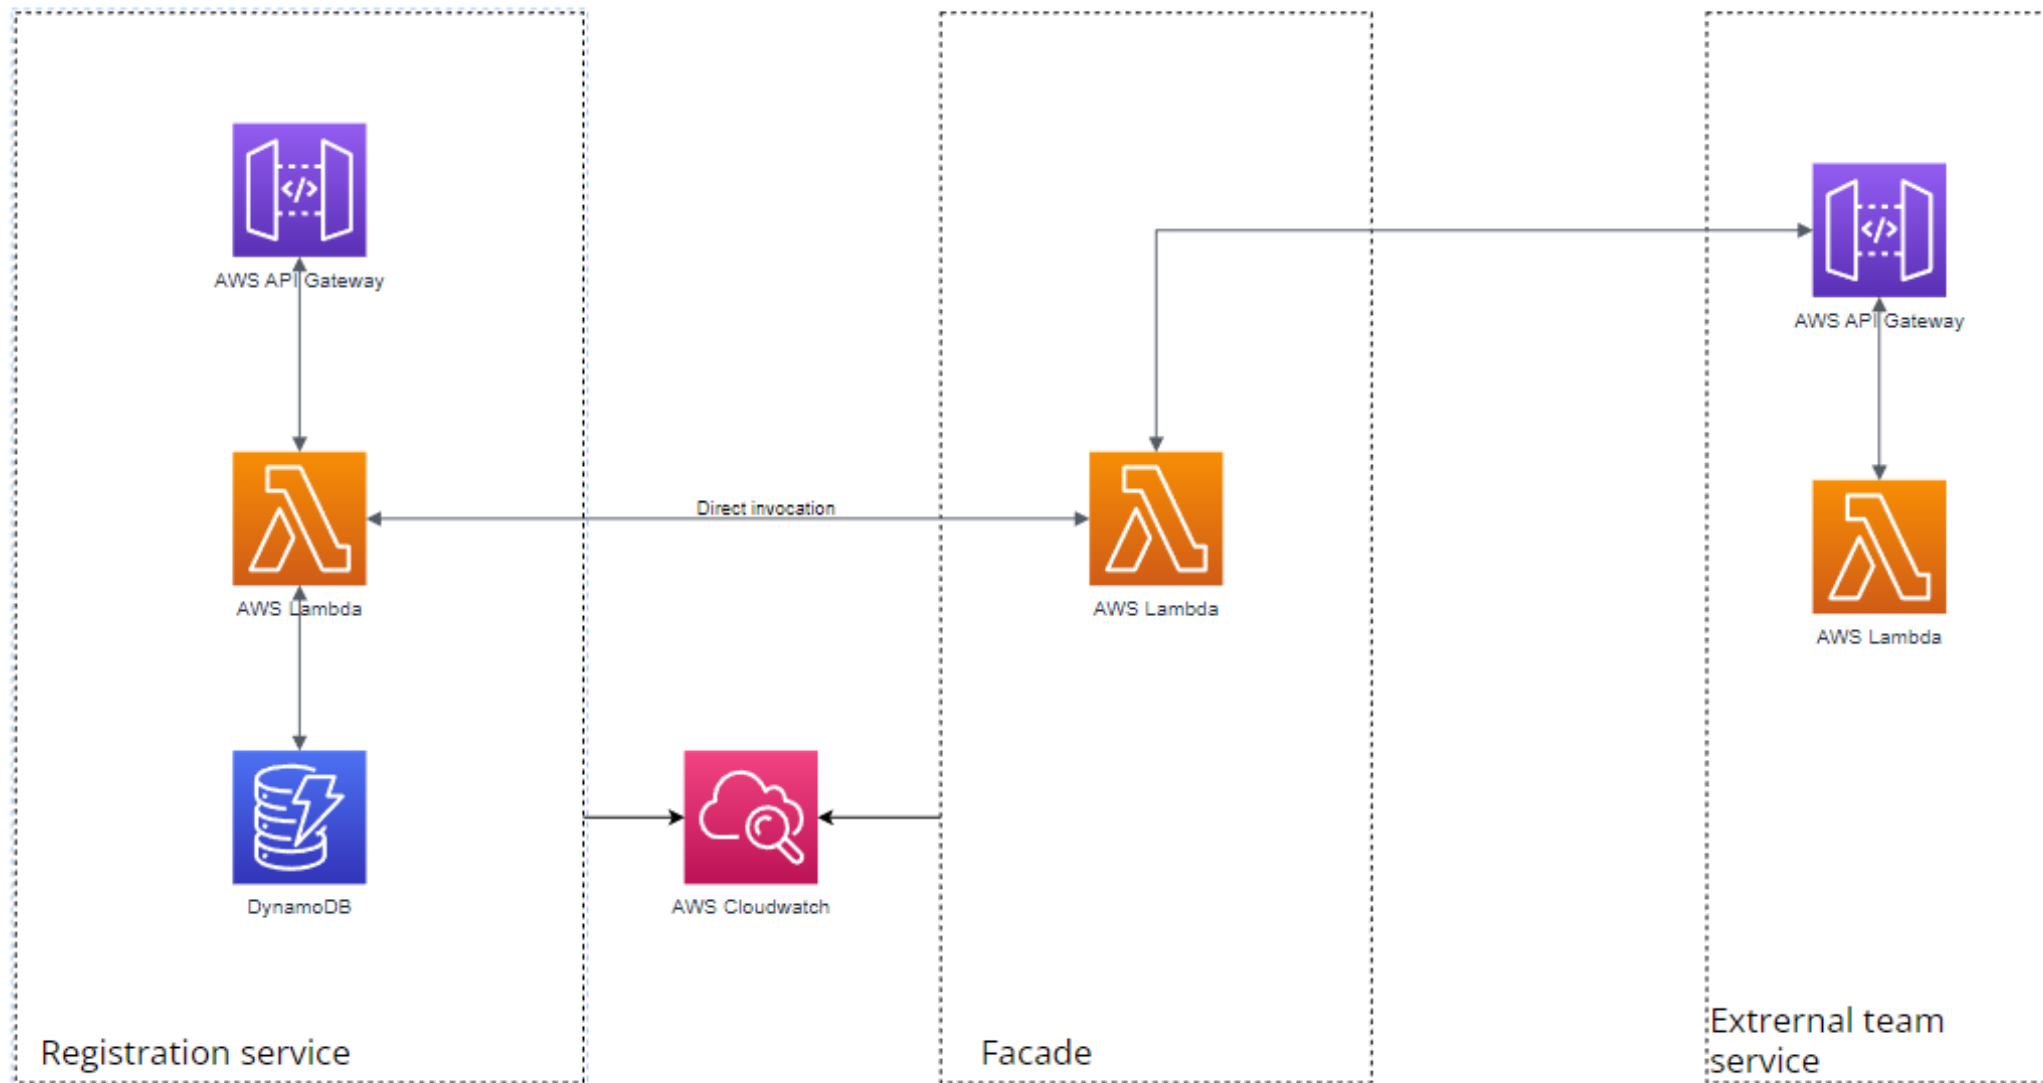 AWS API Gateway
AWS API Gateway
Direct invocation
AWS Lambda
AWS Lambda
AWS Lambda
DynamoDB
AWS Cloudwatch
Registration service
Facade
Extrernal team
service